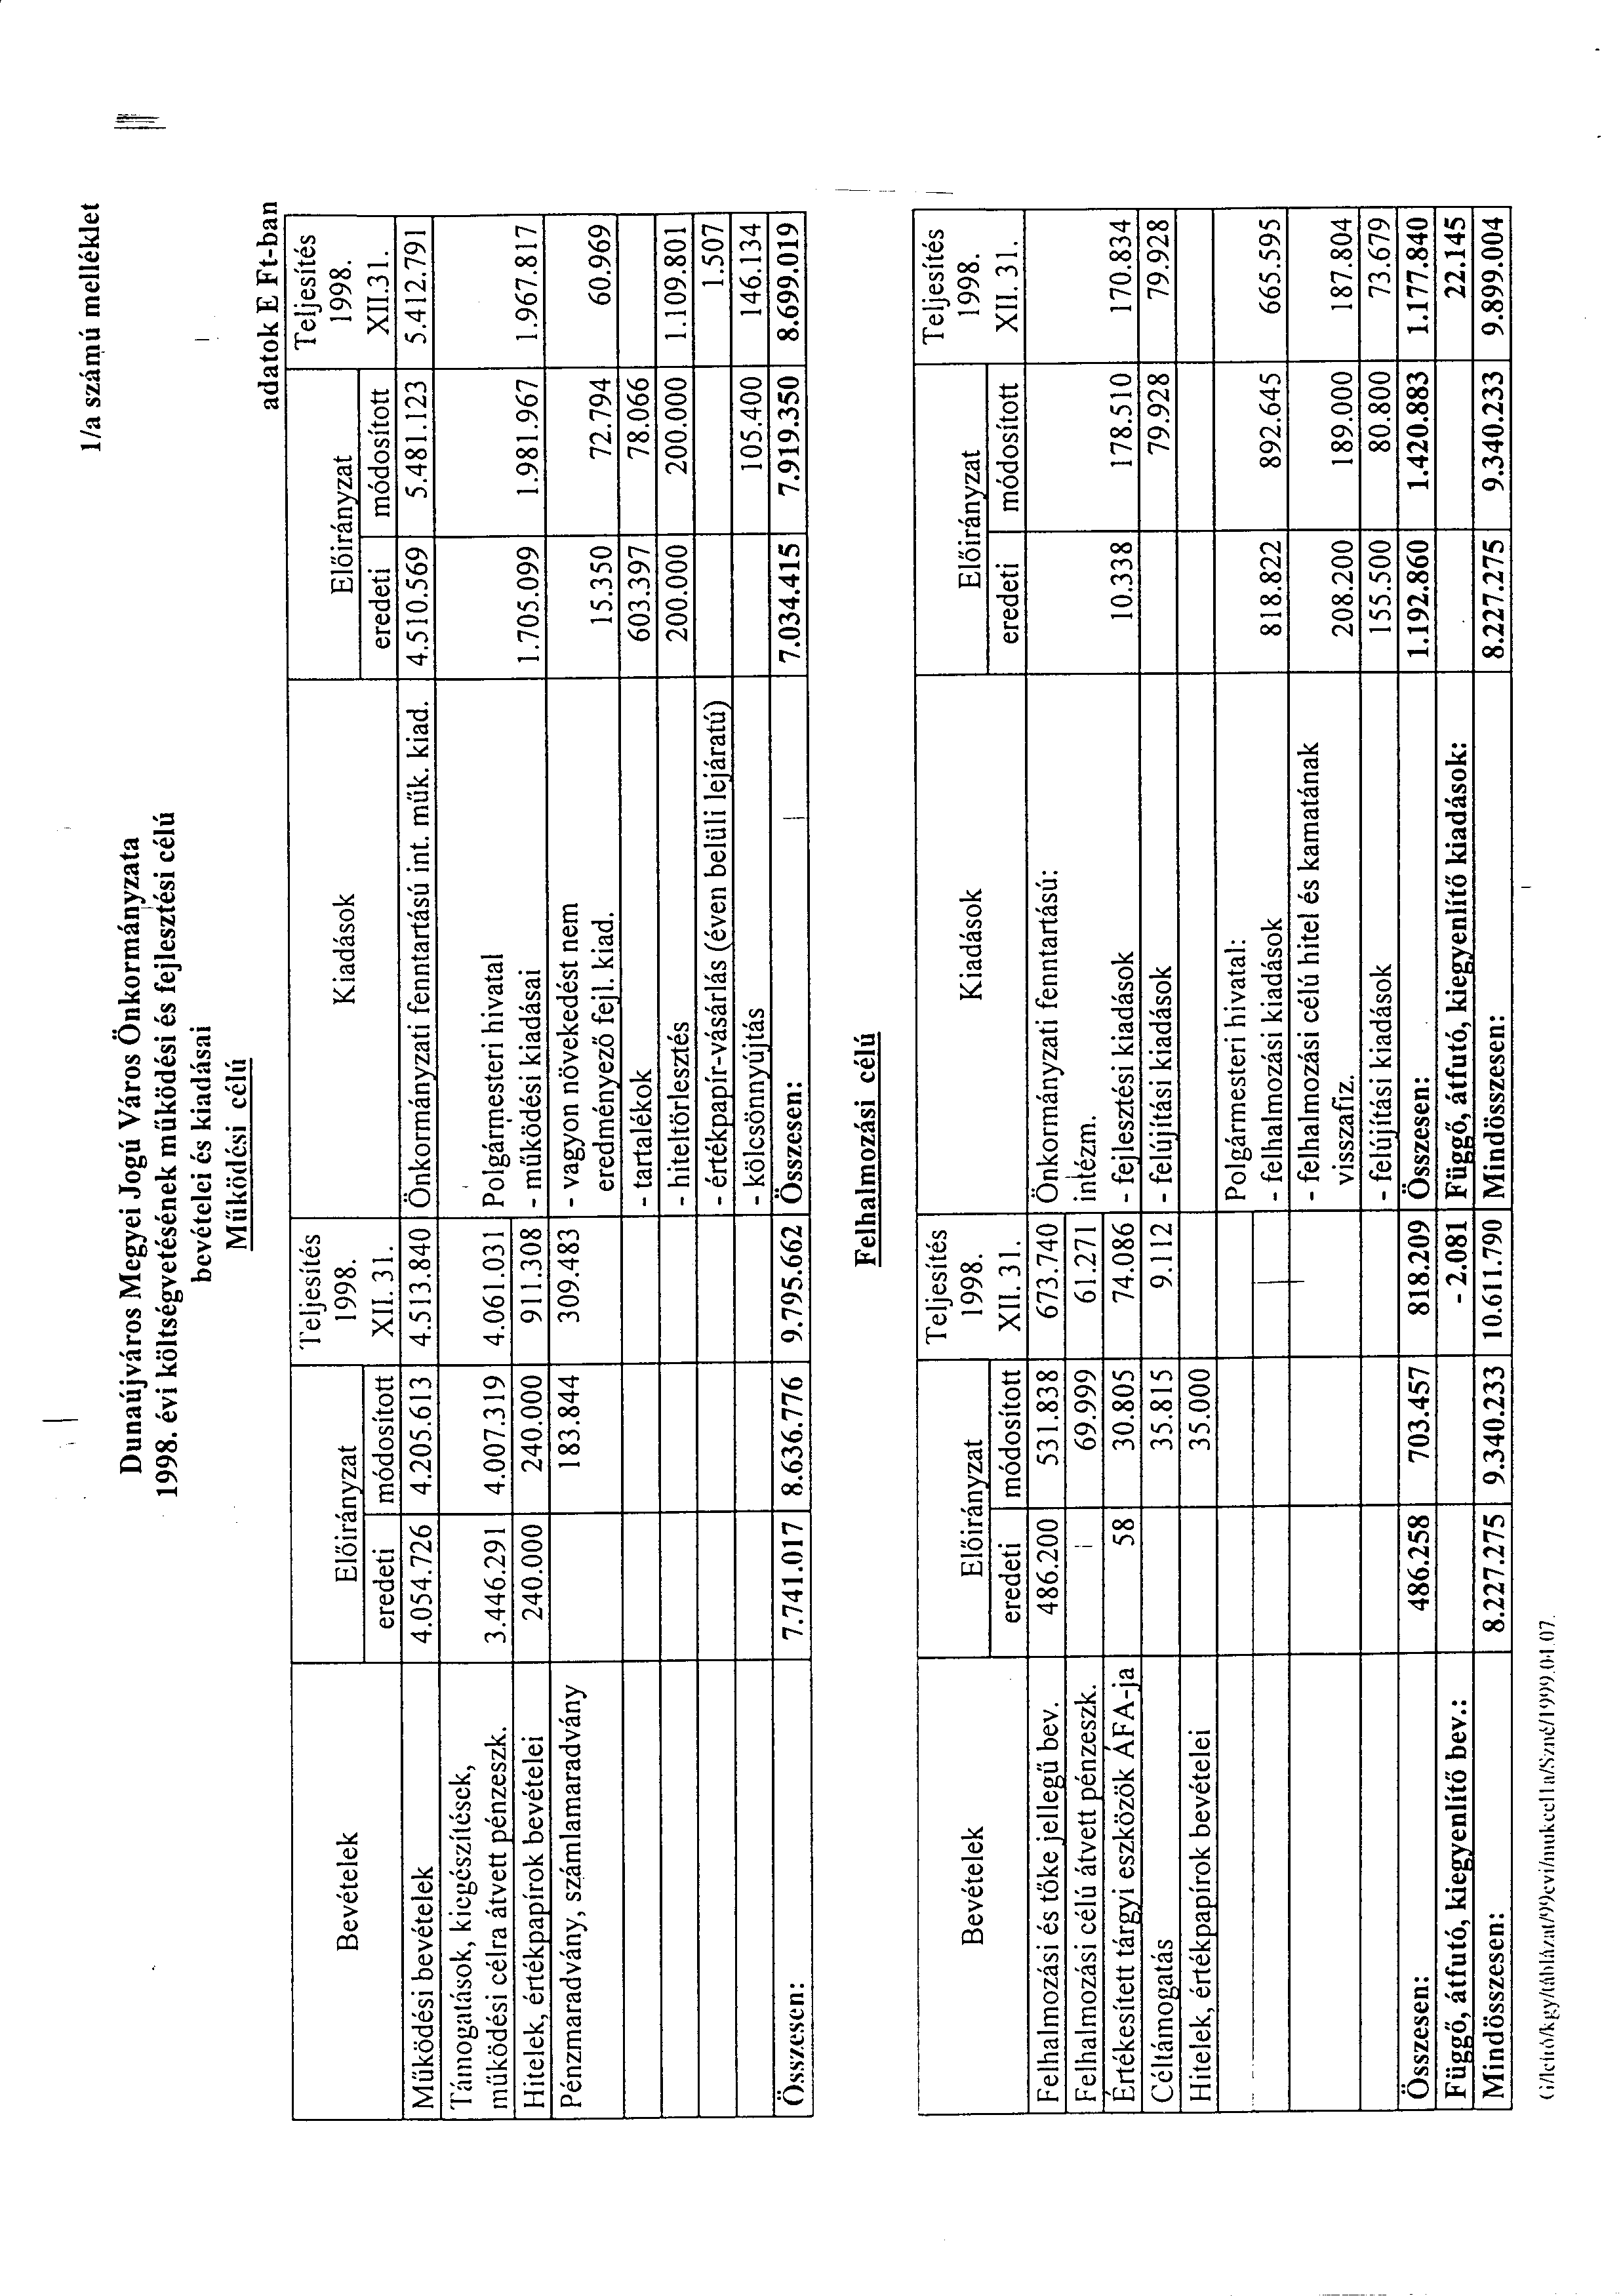 1/a számú melléklet
Dunaújváros Megyei Jogú Város Önkormányzata
1998. évi költségvetésének működési és fejlesztési célú
bevételei és kiadásai
Működési célú
adatok E Ft-ban
Bevételek Előirányzat Teljesítés 1998. XII. 31. Kiadások Előirányzat Teljesítés 1998. XII.31.
eredeti módosított eredeti módosított
Működési bevételek 4.054.726 4.205.613 4.513.840 Önkormányzati fenntartású int. műk. kiad. 4.510.569 5.481.123 5.412.791
Támogatások, kiegészítések,
működési célra átvett pénzeszk. 3.446.291 4.007.319 4.061.031 Polgármesteri hivatal
Hitelek, értékpapírok bevételei 240.000 240.000 911.308 - működési kiadásai 1.705.099 1.981.967 1.967.817
Pénzmaradvány, számlamaradvány 183.844 309.483 - vagyon növekedést nem
eredményező fejl. kiad. 15.350 72.794 60.969
- tartalékok 603.397 78.066
- hiteltörlesztés 200.000 200.000 1.109.801
- értékpapír-vásárlás (éven belüli lejáratú) 1.507
- kölcsönnyújtás 105.400 146.134
Összesen: 7.741.017 8.636.776 9.795.662 Összesen: 7.034.415 7.919.350 8.699.019
Felhalmozási célú
Bevételek Előirányzat Teljesítés 1998. XII. 31. Kiadások Előirányzat Teljesítés 1998. XII. 31.
eredeti módosított eredeti módosított
Felhalmozási és tőke jellegű bev. 486.200 531.838 673.740 Önkormányzati fenntartású:
Felhalmozási célú átvett pénzeszk. 69.999 61.271 intézm.
Értékesített tárgyi eszközök ÁFA-ja 58 30.805 74.086 - fejlesztési kiadások 10.338 178.510 170.834
Céltámogatás 35.815 9.112 - felújítási kiadások 79.928 79.928
Hitelek, értékpapírok bevételei 35.000
Polgármesteri hivatal:
- felhalmozási kiadások 818.822 892.645 665.595
- felhalmozási célú hitel és kamatának
visszafiz. 208.200 189.000 187.804
- felújítási kiadások 155.500 80.800 73.679
Összesen: 486.258 703.457 818.209 Összesen: 1.192.860 1.420.883 1.177.840
Függő, átfutó, kiegyenlítő bev.: - 2.081 Függő, átfutó, kiegyenlítő kiadások: 22.145
Mindösszesen: 8.227.275 9.340.233 10.611.790 Mindösszesen: 8.227.275 9.340.233 9.899.004